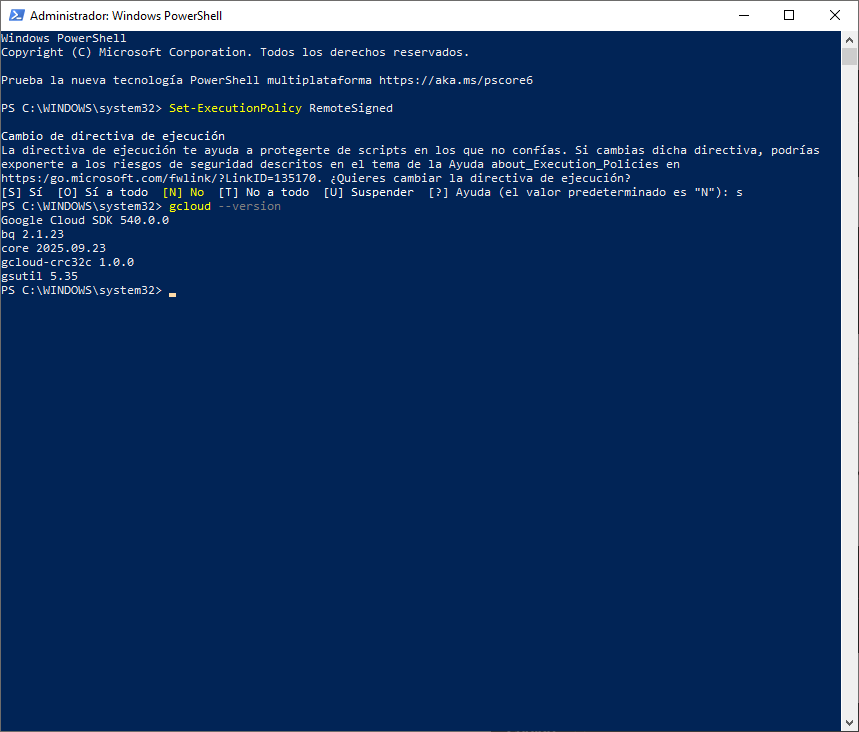 Administrador: Windows PowerShell
Windows PowerShell
Copyright (C) Microsoft Corporation. Todos los derechos reservados.
Prueba la nueva tecnología PowerShell multiplataforma https://aka.ms/pscore6
PS C:\WINDOWS\system32> Set-ExecutionPolicy RemoteSigned
Cambio de directiva de ejecución
La directiva de ejecución te ayuda a protegerte de scripts en los que no confías. Si cambias dicha directiva, podrías
exponerte a los riesgos de seguridad descritos en el tema de la Ayuda about_Execution_Policies en
https:/go.microsoft.com/fwlink/?LinkID=135170. ¿Quieres cambiar la directiva de ejecución?
[S] Sí  [O] Sí a todo  [N] No  [T] No a todo  [U] Suspender  [?] Ayuda (el valor predeterminado es "N"): s
PS C:\WINDOWS\system32> gcloud --version
Google Cloud SDK 540.0.0
bq 2.1.23
core 2025.09.23
gcloud-crc32c 1.0.0
gsutil 5.35
PS C:\WINDOWS\system32>